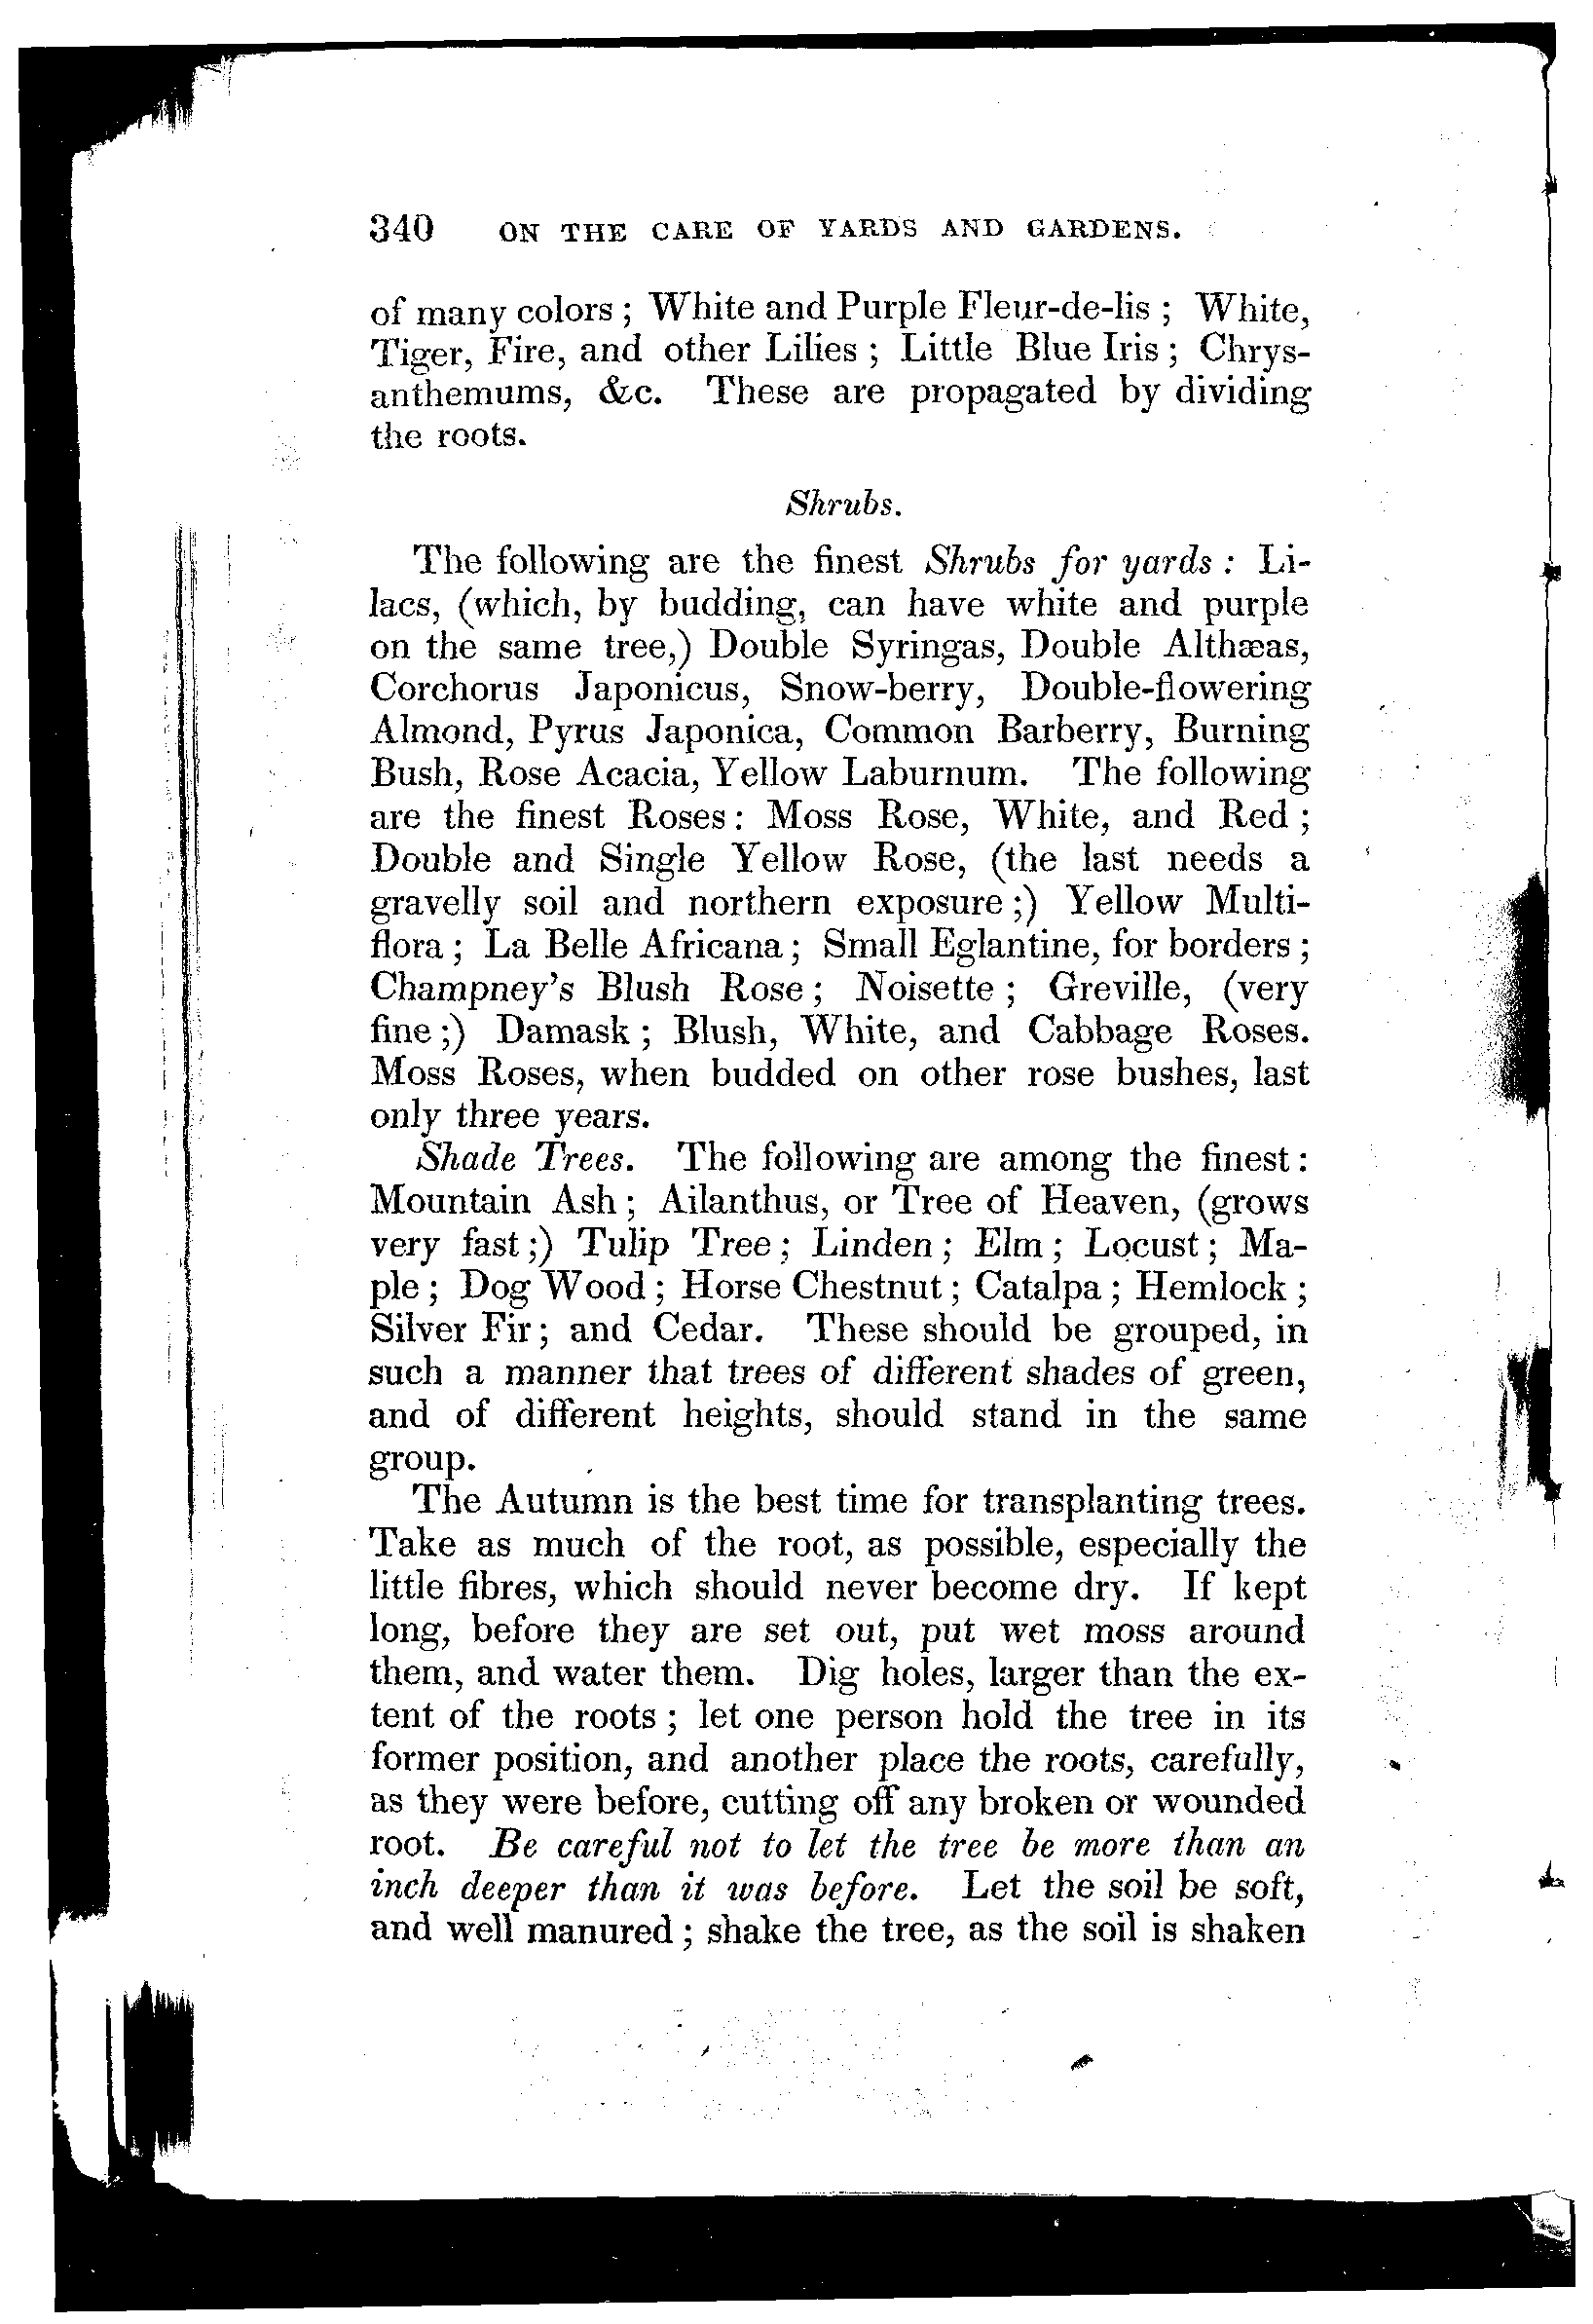 340 ON THE CARE OF YARDS AND GARDENS.
of many colors ; White and Purple Fleur-de-lis ; White,
Tiger, Fire, and other Lilies ; Little Blue Iris ; Chrys-
anthemums, &c. These are propagated by dividing
the roots.
Shrubs.
The following are the finest Shrubs for yards : Li-
lacs, (which, by budding, can have white and purple
on the same tree,) Double Syringas, Double Althæas,
Corchorus Japonicus, Snow-berry, Double-flowering
Almond, Pyrus Japonica, Common Barberry, Burning
Bush, Rose Acacia, Yellow Laburnum. The following
are the finest Roses : Moss Rose, White, and Red ;
Double and Single Yellow Rose, (the last needs a
gravelly soil and northern exposure ;) Yellow Multi-
flora ; La Belle Africana ; Small Eglantine, for borders ;
Champney's Blush Rose ; Noisette ; Greville, (very
fine ;) Damask ; Blush, White, and Cabbage Roses.
Moss Roses, when budded on other rose bushes, last
only three years.
Shade Trees. The following are among the finest :
Mountain Ash ; Ailanthus, or Tree of Heaven, (grows
very fast ;) Tulip Tree ; Linden ; Elm ; Locust ; Ma-
ple ; Dog Wood ; Horse Chestnut ; Catalpa ; Hemlock ;
Silver Fir ; and Cedar. These should be grouped, in
such a manner that trees of different shades of green,
and of different heights, should stand in the same
group.
The Autumn is the best time for transplanting trees.
Take as much of the root, as possible, especially the
little fibres, which should never become dry. If kept
long, before they are set out, put wet moss around
them, and water them. Dig holes, larger than the ex-
tent of the roots ; let one person hold the tree in its
former position, and another place the roots, carefully,
as they were before, cutting off any broken or wounded
root. Be careful not to let the tree be more than an
inch deeper than it was before. Let the soil be soft,
and well manured ; shake the tree, as the soil is shaken